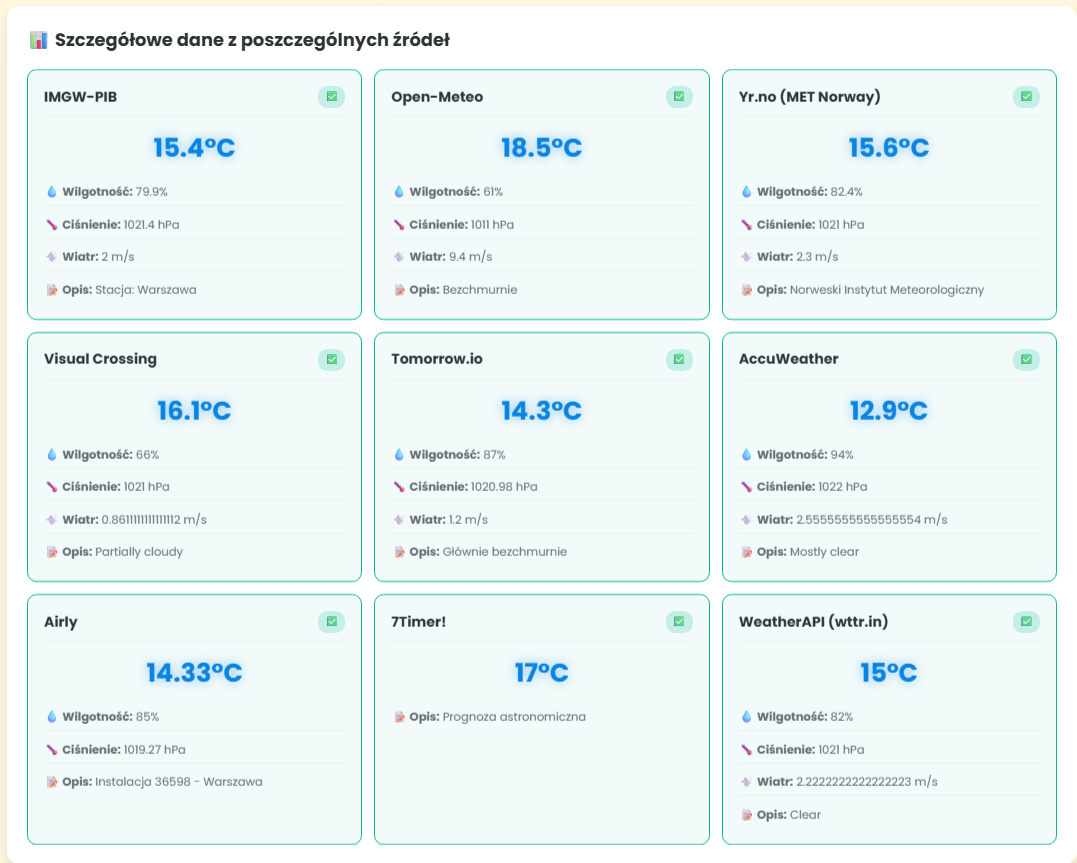 Szczegółowe dane z poszczególnych źródeł
IMGW-PIB
15.4°C
Wilgotność: 79.9%
Ciśnienie: 1021.4 hPa
Wiatr: 2 m/s
Opis: Stacja: Warszawa
Open-Meteo
18.5°C
Wilgotność: 61%
Ciśnienie: 1011 hPa
Wiatr: 9.4 m/s
Opis: Bezchmurnie
Yr.no (MET Norway)
15.6°C
Wilgotność: 82.4%
Ciśnienie: 1021 hPa
Wiatr: 2.3 m/s
Opis: Norweski Instytut Meteorologiczny
Visual Crossing
16.1°C
Wilgotność: 66%
Ciśnienie: 1021 hPa
Wiatr: 0.8611111111111112 m/s
Opis: Partially cloudy
Tomorrow.io
14.3°C
Wilgotność: 87%
Ciśnienie: 1020.98 hPa
Wiatr: 1.2 m/s
Opis: Głównie bezchmurnie
AccuWeather
12.9°C
Wilgotność: 94%
Ciśnienie: 1022 hPa
Wiatr: 2.5555555555555554 m/s
Opis: Mostly clear
Airly
14.33°C
Wilgotność: 85%
Ciśnienie: 1019.27 hPa
Opis: Instalacja 36598 - Warszawa
7Timer!
17°C
Opis: Prognoza astronomiczna
WeatherAPI (wttr.in)
15°C
Wilgotność: 82%
Ciśnienie: 1021 hPa
Wiatr: 2.2222222222222223 m/s
Opis: Clear